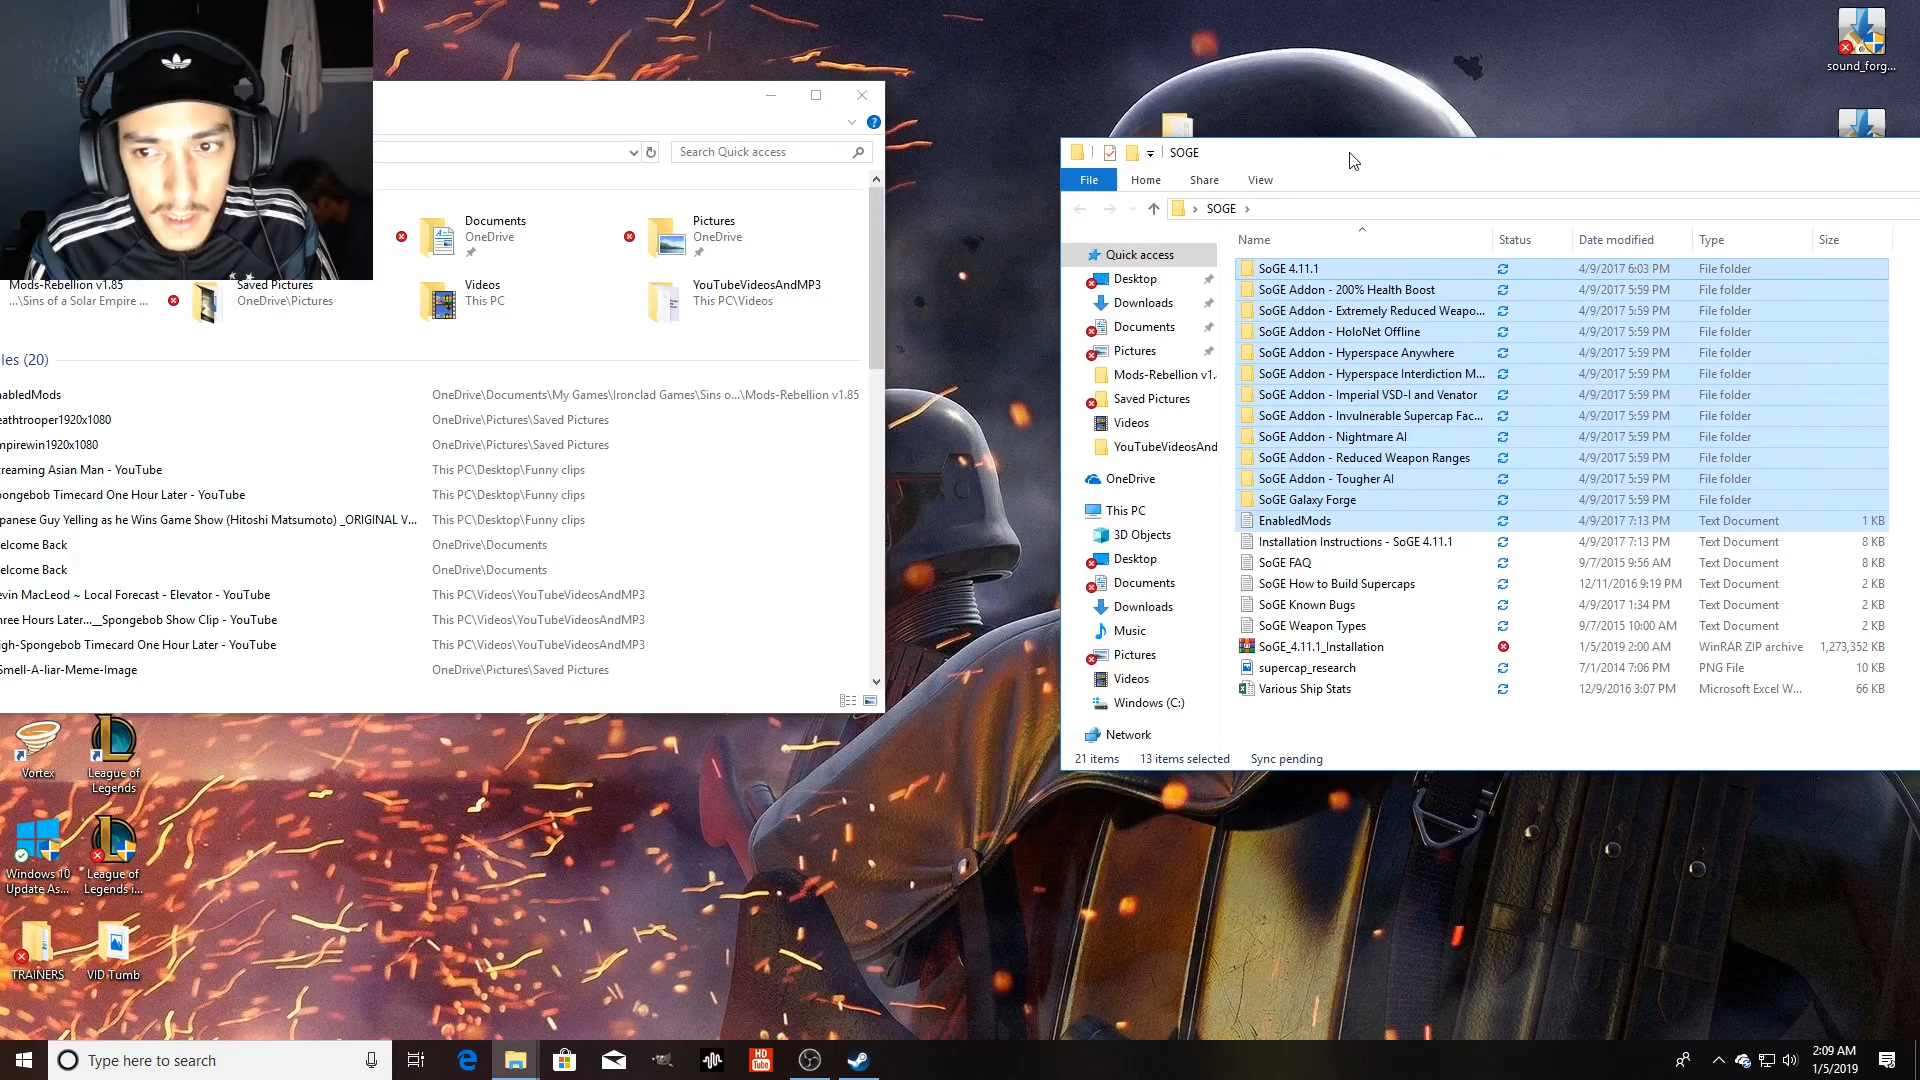 Search Quick access
Documents
OneDrive
Pictures
OneDrive
Mods-Rebellion v1.85
...\Sins of a Solar Empire ...
Saved Pictures
OneDrive\Pictures
Videos
This PC
YouTubeVideosAndMP3
This PC\Videos
les (20)
nabledMods OneDrive\Documents\My Games\Ironclad Games\Sins o...\Mods-Rebellion v1.85
eathtrooper1920x1080 OneDrive\Pictures\Saved Pictures
mpirewin1920x1080 OneDrive\Pictures\Saved Pictures
reaming Asian Man - YouTube This PC\Desktop\Funny clips
pongebob Timecard One Hour Later - YouTube This PC\Desktop\Funny clips
panese Guy Yelling as he Wins Game Show (Hitoshi Matsumoto) _ORIGINAL V... This PC\Desktop\Funny clips
elcome Back OneDrive\Documents
elcome Back OneDrive\Documents
evin MacLeod ~ Local Forecast - Elevator - YouTube This PC\Videos\YouTubeVideosAndMP3
hree Hours Later...__Spongebob Show Clip - YouTube This PC\Videos\YouTubeVideosAndMP3
igh-Spongebob Timecard One Hour Later - YouTube This PC\Videos\YouTubeVideosAndMP3
Smell-A-liar-Meme-Image OneDrive\Pictures\Saved Pictures
sound_forg...
SOGE
File Home Share View
SOGE
Name Status Date modified Type Size
Quick access
Desktop
Downloads
Documents
Pictures
Mods-Rebellion v1.
Saved Pictures
Videos
YouTubeVideosAnd
OneDrive
This PC
3D Objects
Desktop
Documents
Downloads
Music
Pictures
Videos
Windows (C:)
Network
SoGE 4.11.1 4/9/2017 6:03 PM File folder
SoGE Addon - 200% Health Boost 4/9/2017 5:59 PM File folder
SoGE Addon - Extremely Reduced Weapo... 4/9/2017 5:59 PM File folder
SoGE Addon - HoloNet Offline 4/9/2017 5:59 PM File folder
SoGE Addon - Hyperspace Anywhere 4/9/2017 5:59 PM File folder
SoGE Addon - Hyperspace Interdiction M... 4/9/2017 5:59 PM File folder
SoGE Addon - Imperial VSD-I and Venator 4/9/2017 5:59 PM File folder
SoGE Addon - Invulnerable Supercap Fac... 4/9/2017 5:59 PM File folder
SoGE Addon - Nightmare AI 4/9/2017 5:59 PM File folder
SoGE Addon - Reduced Weapon Ranges 4/9/2017 5:59 PM File folder
SoGE Addon - Tougher AI 4/9/2017 5:59 PM File folder
SoGE Galaxy Forge 4/9/2017 5:59 PM File folder
EnabledMods 4/9/2017 7:13 PM Text Document 1 KB
Installation Instructions - SoGE 4.11.1 4/9/2017 7:13 PM Text Document 8 KB
SoGE FAQ 9/7/2015 9:56 AM Text Document 8 KB
SoGE How to Build Supercaps 12/11/2016 9:19 PM Text Document 2 KB
SoGE Known Bugs 4/9/2017 1:34 PM Text Document 2 KB
SoGE Weapon Types 9/7/2015 10:00 AM Text Document 2 KB
SoGE_4.11.1_Installation 1/5/2019 2:00 AM WinRAR ZIP archive 1,273,352 KB
supercap_research 7/1/2014 7:06 PM PNG File 10 KB
Various Ship Stats 12/9/2016 3:07 PM Microsoft Excel W... 66 KB
21 items 13 items selected Sync pending
Vortex
League of
Legends
Windows 10
Update As...
League of
Legends i...
TRAINERS
VID Tumb
Type here to search
HD
Tube
2:09 AM
1/5/2019